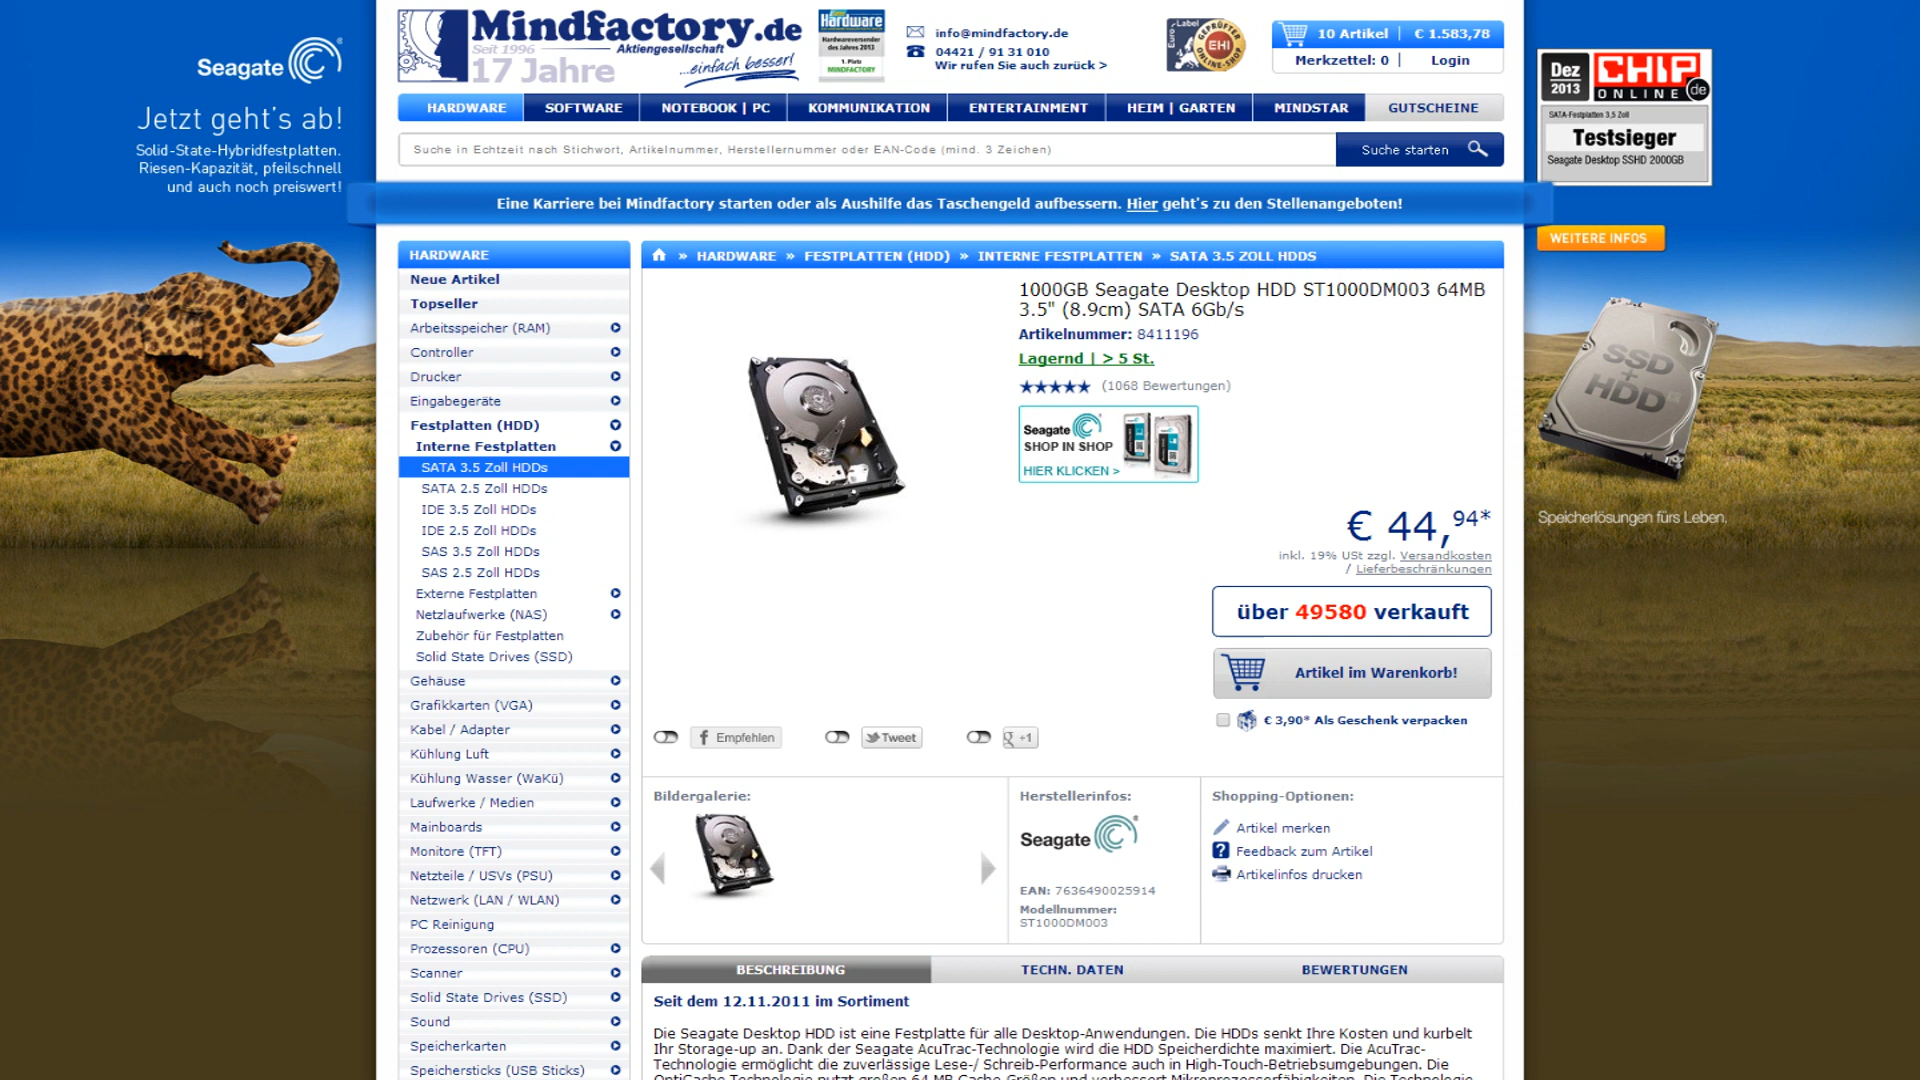 Seagate
Jetzt geht's ab!
Solid-State-Hybridfestplatten.
Riesen-Kapazität, pfeilschnell
und auch noch preiswert!
Mindfactory.de
Seit 1996
Aktiengesellschaft
17 Jahre
...einfach besser!
Hardware
Hardwareversender
des Jahres 2013
1. Platz
MINDFACTORY
info@mindfactory.de
04421 / 91 31 010
Wir rufen Sie auch zurück >
Euro-Label
GEPRÜFTER
EHI
ONLINE-SHOP
10 Artikel | € 1.583,78
Merkzettel: 0 | Login
HARDWARE
SOFTWARE
NOTEBOOK | PC
KOMMUNIKATION
ENTERTAINMENT
HEIM | GARTEN
MINDSTAR
GUTSCHEINE
Suche in Echtzeit nach Stichwort, Artikelnummer, Herstellernummer oder EAN-Code (mind. 3 Zeichen)
Suche starten
Eine Karriere bei Mindfactory starten oder als Aushilfe das Taschengeld aufbessern. Hier geht's zu den Stellenangeboten!
Dez
2013
CHIP
ONLINE
de
SATA-Festplatten 3,5 Zoll
Testsieger
Seagate Desktop SSHD 2000GB
WEITERE INFOS
SSD
+
HDD
Speicherlösungen fürs Leben.
HARDWARE
Neue Artikel
Topseller
Arbeitsspeicher (RAM)
Controller
Drucker
Eingabegeräte
Festplatten (HDD)
Interne Festplatten
SATA 3.5 Zoll HDDs
SATA 2.5 Zoll HDDs
IDE 3.5 Zoll HDDs
IDE 2.5 Zoll HDDs
SAS 3.5 Zoll HDDs
SAS 2.5 Zoll HDDs
Externe Festplatten
Netzlaufwerke (NAS)
Zubehör für Festplatten
Solid State Drives (SSD)
Gehäuse
Grafikkarten (VGA)
Kabel / Adapter
Kühlung Luft
Kühlung Wasser (WaKü)
Laufwerke / Medien
Mainboards
Monitore (TFT)
Netzteile / USVs (PSU)
Netzwerk (LAN / WLAN)
PC Reinigung
Prozessoren (CPU)
Scanner
Solid State Drives (SSD)
Sound
Speicherkarten
Speichersticks (USB Sticks)
» HARDWARE » FESTPLATTEN (HDD) » INTERNE FESTPLATTEN » SATA 3.5 ZOLL HDDS
1000GB Seagate Desktop HDD ST1000DM003 64MB
3.5" (8.9cm) SATA 6Gb/s
Artikelnummer: 8411196
Lagernd | > 5 St.
(1068 Bewertungen)
Seagate
SHOP IN SHOP
HIER KLICKEN >
€ 44,94*
inkl. 19% USt zzgl. Versandkosten
/ Lieferbeschränkungen
über 49580 verkauft
Artikel im Warenkorb!
€ 3,90* Als Geschenk verpacken
Empfehlen
Tweet
+1
Bildergalerie:
Herstellerinfos:
Seagate
EAN: 7636490025914
Modellnummer:
ST1000DM003
Shopping-Optionen:
Artikel merken
Feedback zum Artikel
Artikelinfos drucken
BESCHREIBUNG
TECHN. DATEN
BEWERTUNGEN
Seit dem 12.11.2011 im Sortiment
Die Seagate Desktop HDD ist eine Festplatte für alle Desktop-Anwendungen. Die HDDs senkt Ihre Kosten und kurbelt
Ihr Storage-up an. Dank der Seagate AcuTrac-Technologie wird die HDD Speicherdichte maximiert. Die AcuTrac-
Technologie ermöglicht die zuverlässige Lese-/ Schreib-Performance auch in High-Touch-Betriebsumgebungen. Die
OptiCache-Technologie nutzt großen 64 MB Cache-Größen und verbessert Mikroprozessorfähigkeiten. Die Technologie